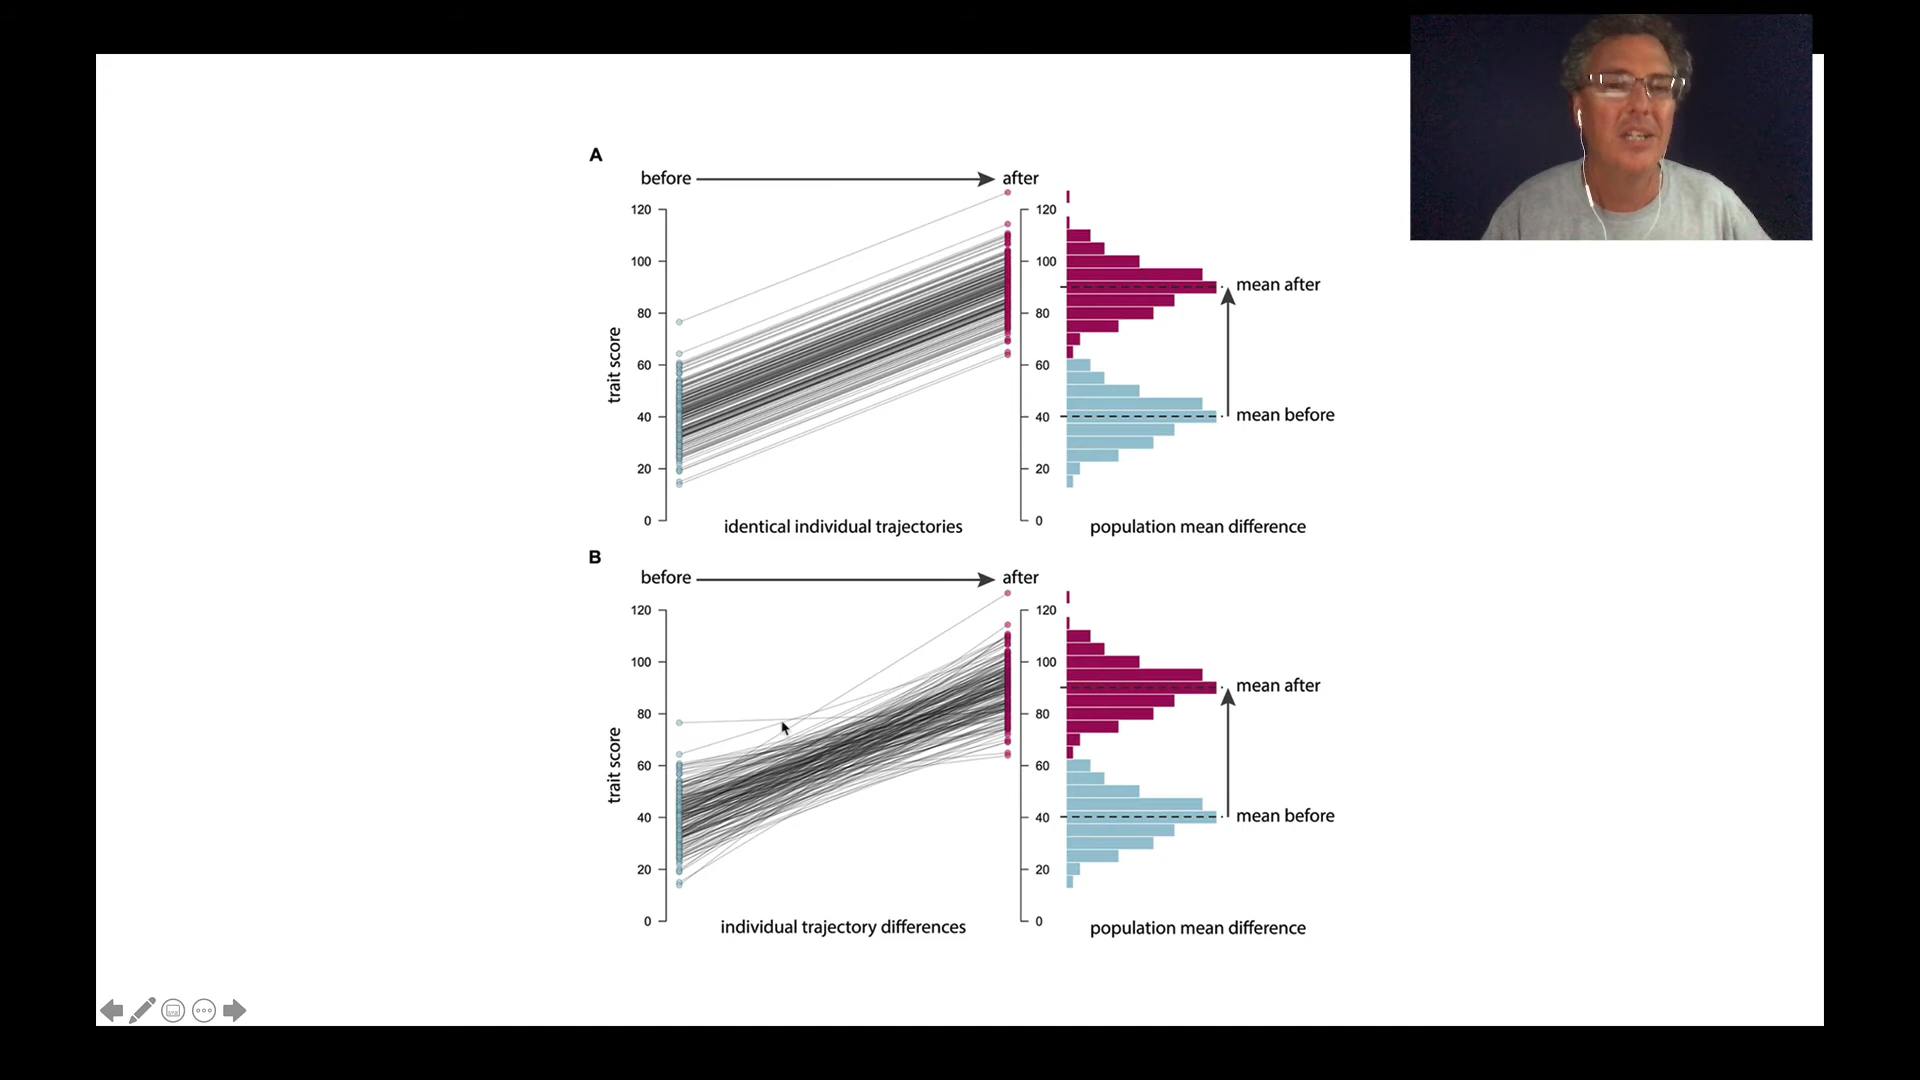 A
before
after
120
100
80
60
40
20
0
trait score
120
100
80
60
40
20
0
mean after
mean before
identical individual trajectories
population mean difference
B
before
after
120
100
80
60
40
20
0
trait score
120
100
80
60
40
20
0
mean after
mean before
individual trajectory differences
population mean difference